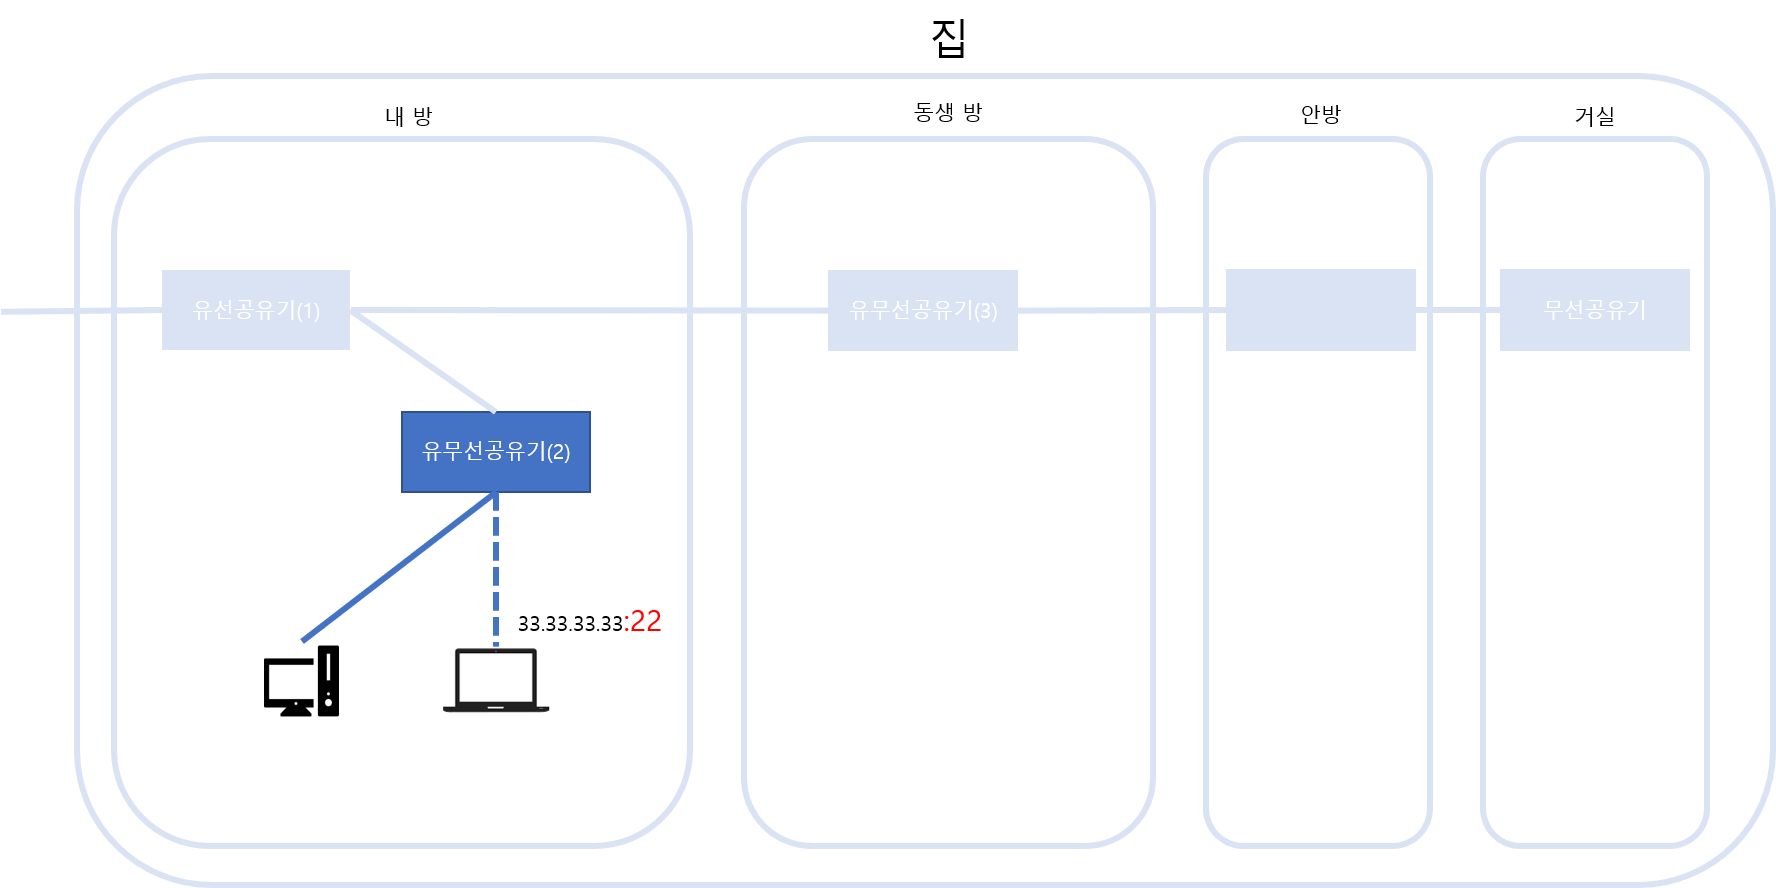 집
내 방
동생 방
안방
거실
유선공유기(1)
유무선공유기(3)
무선공유기
유무선공유기(2)
33.33.33.33:22